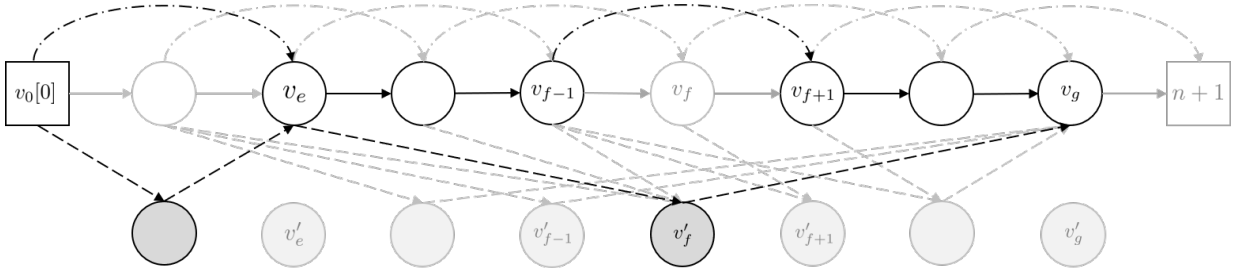 v_0[0] v_e v_{f-1} v_f v_{f+1} v_g n + 1
v'_e v'_{f-1} v'_f v'_{f+1} v'_g